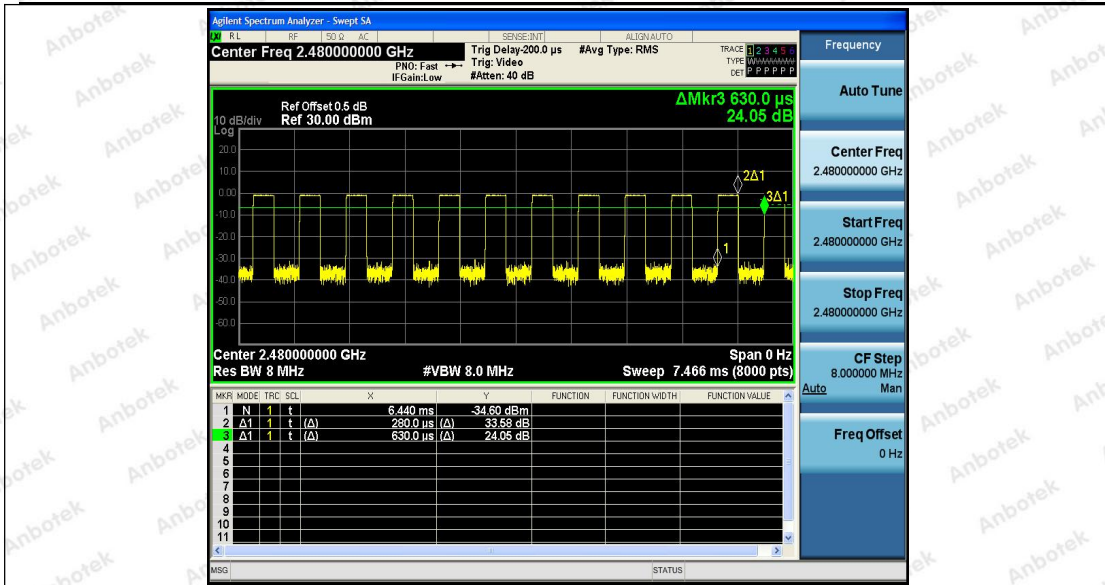 Agilent Spectrum Analyzer - Swept SA
LXI RL RF 50 Ω AC SENSE:INT ALIGNAUTO
Center Freq 2.480000000 GHz
PNO: Fast
IFGain:Low
Trig Delay-200.0 µs
Trig: Video
#Atten: 40 dB
#Avg Type: RMS
TRACE 1 2 3 4 5 6
TYPE WWWWWW
DET P P P P P P
Ref Offset 0.5 dB
Ref 30.00 dBm
10 dB/div
Log
ΔMkr3 630.0 µs
24.05 dB
20.0
10.0
0.00
-10.0
-20.0
-30.0
-40.0
-50.0
-60.0
2Δ1
3Δ1
1
Center 2.480000000 GHz Span 0 Hz
Res BW 8 MHz #VBW 8.0 MHz Sweep 7.466 ms (8000 pts)
MKR MODE TRC SCL X Y FUNCTION FUNCTION WIDTH FUNCTION VALUE
1 N 1 t 6.440 ms -34.60 dBm
2 Δ1 1 t (Δ) 280.0 µs (Δ) 33.58 dB
3 Δ1 1 t (Δ) 630.0 µs (Δ) 24.05 dB
4
5
6
7
8
9
10
11
MSG STATUS
Frequency
Auto Tune
Center Freq
2.480000000 GHz
Start Freq
2.480000000 GHz
Stop Freq
2.480000000 GHz
CF Step
8.000000 MHz
Auto Man
Freq Offset
0 Hz
Anbotek